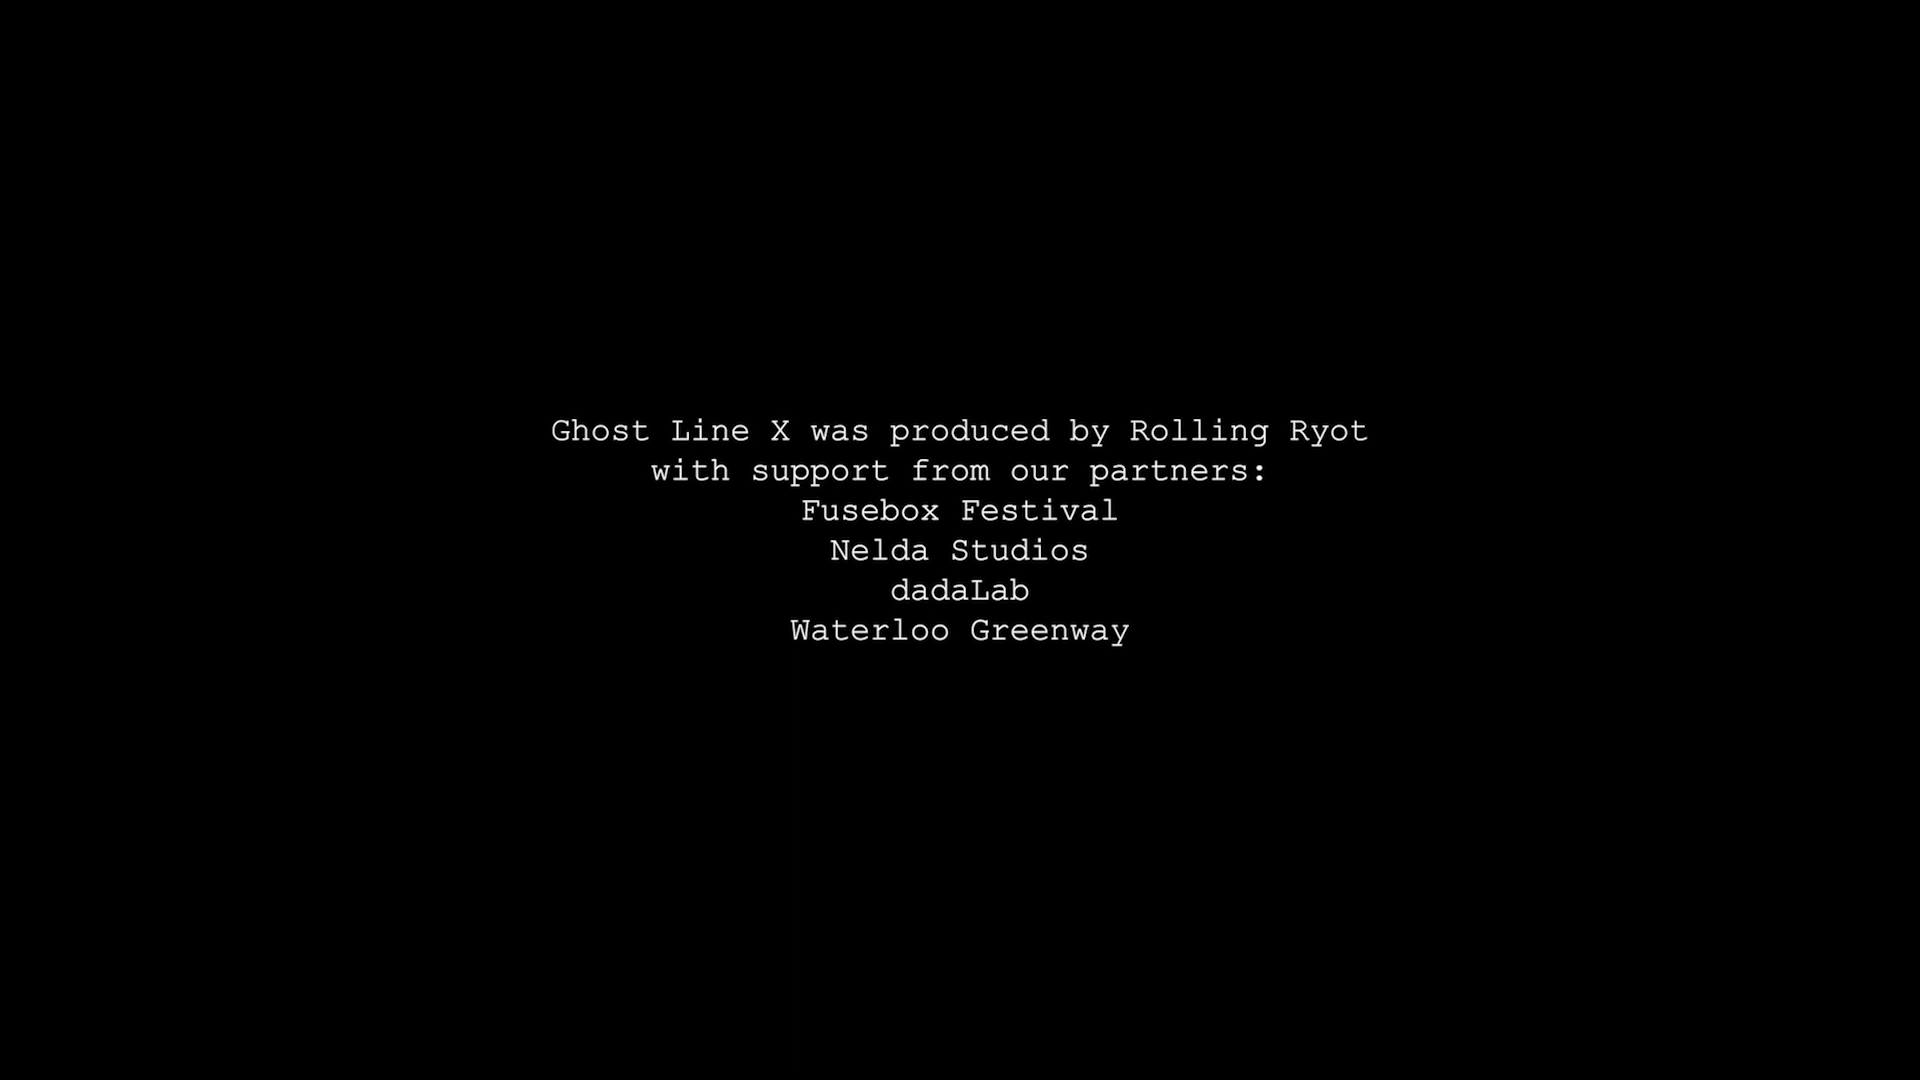 Ghost Line X was produced by Rolling Ryot
with support from our partners:
Fusebox Festival
Nelda Studios
dadaLab
Waterloo Greenway